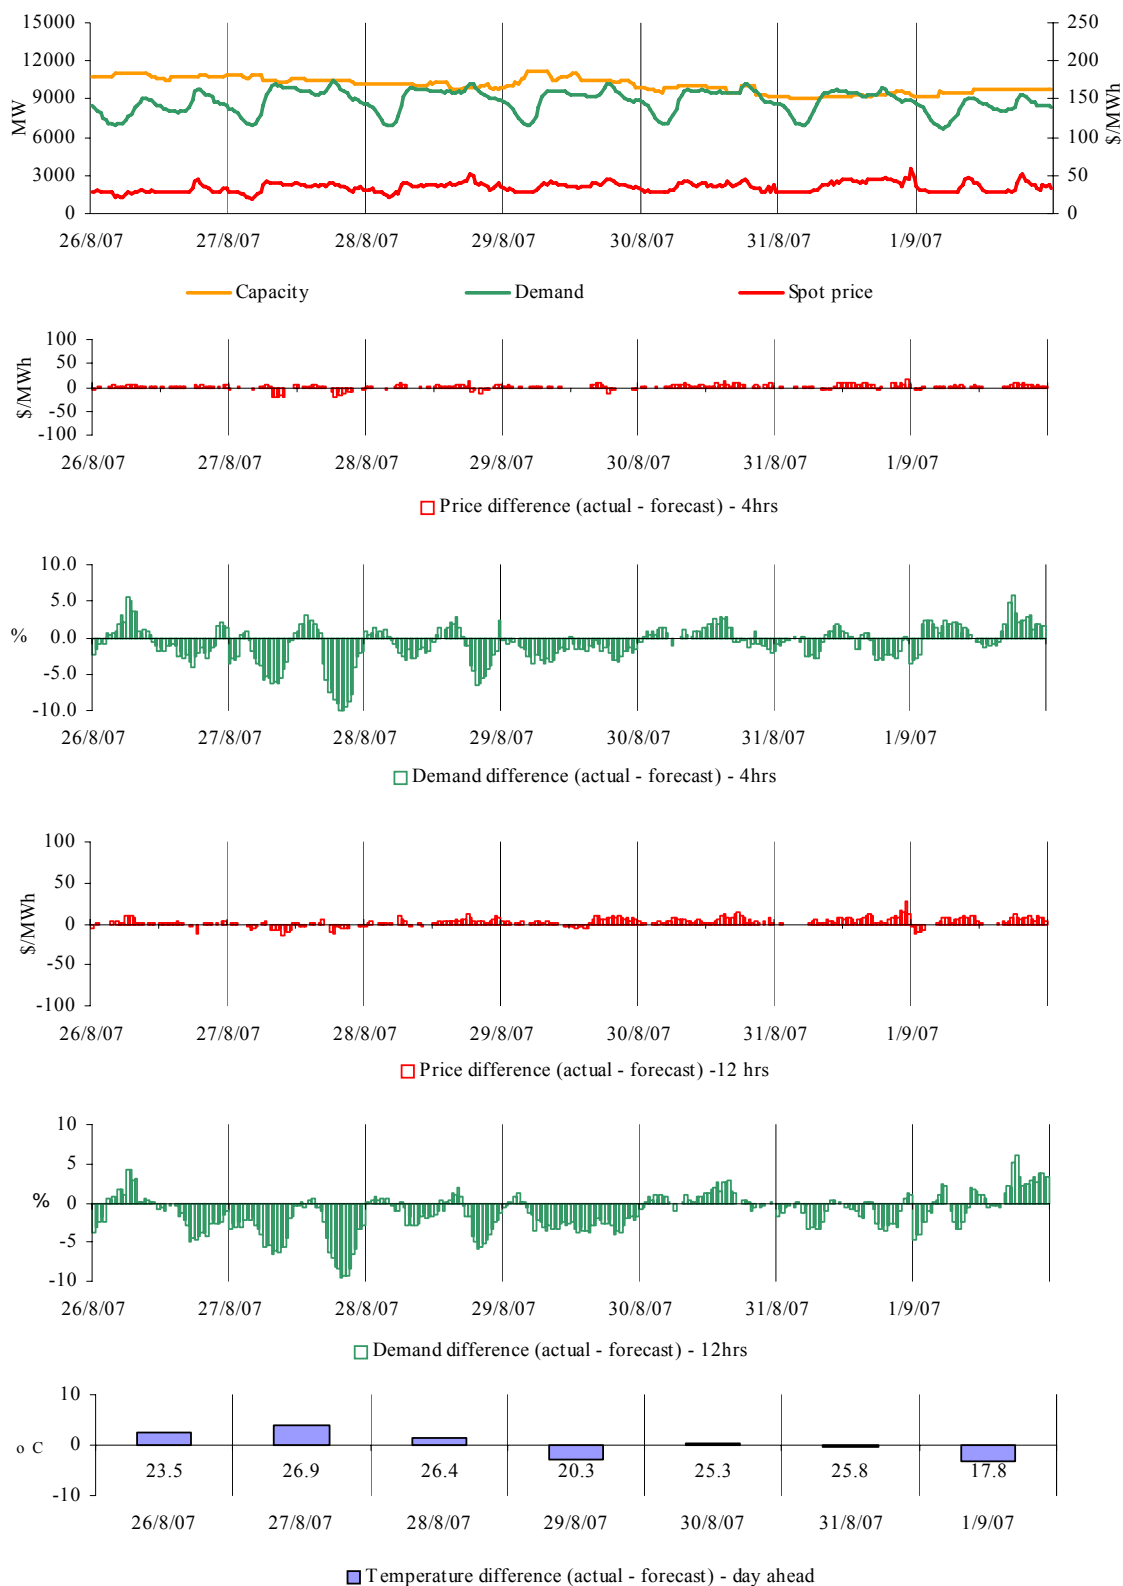 15000 250
12000 200
9000 150
6000 100
3000 50
0 0
MW
$/MWh
26/8/07 27/8/07 28/8/07 29/8/07 30/8/07 31/8/07 1/9/07
Capacity Demand Spot price
100
50
0
-50
-100
$/MWh
26/8/07 27/8/07 28/8/07 29/8/07 30/8/07 31/8/07 1/9/07
Price difference (actual - forecast) - 4hrs
10.0
5.0
0.0
-5.0
-10.0
%
26/8/07 27/8/07 28/8/07 29/8/07 30/8/07 31/8/07 1/9/07
Demand difference (actual - forecast) - 4hrs
100
50
0
-50
-100
$/MWh
26/8/07 27/8/07 28/8/07 29/8/07 30/8/07 31/8/07 1/9/07
Price difference (actual - forecast) -12 hrs
10
5
0
-5
-10
%
26/8/07 27/8/07 28/8/07 29/8/07 30/8/07 31/8/07 1/9/07
Demand difference (actual - forecast) - 12hrs
10
0
-10
o C
23.5 26.9 26.4 20.3 25.3 25.8 17.8
26/8/07 27/8/07 28/8/07 29/8/07 30/8/07 31/8/07 1/9/07
Temperature difference (actual - forecast) - day ahead